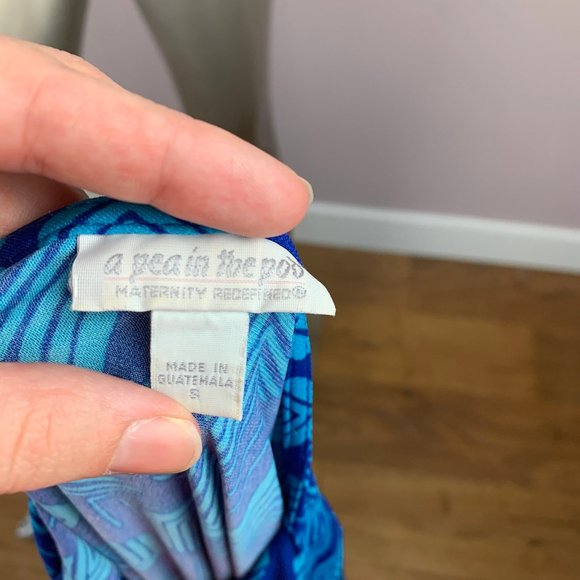 a pea in the pod
MATERNITY REDEFINED®
MADE IN
GUATEMALA
S